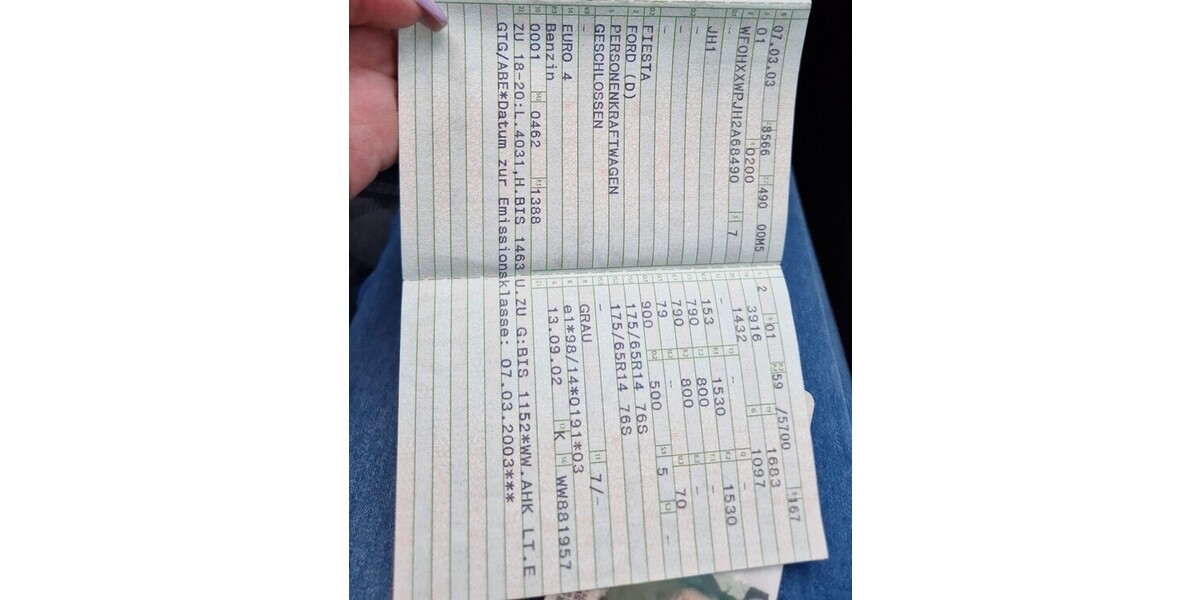 07.03.03 8566 490 00M5
01 0200
WF0HXXWPJH2A68490 7
-
JH1
-
-
-
FIESTA
FORD (D)
PERSONENKRAFTWAGEN
GESCHLOSSEN
-
EURO 4
Benzin
0001 0462 1388
2 01 59 /5700 167
3916 1683
1432 1097
- - -
153 1530 1530
790 800 -
790 800 -
79 - 70
900 500 5 -
175/65R14 76S
175/65R14 76S
-
GRAU 7/-
e1*98/14*0191*03
13.09.02 K WW881957
ZU 18-20:L.4031,H.BIS 1463 U.ZU G:BIS 1152*WW.AHK LT.E
GTG/ABE*Datum zur Emissionsklasse: 07.03.2003***